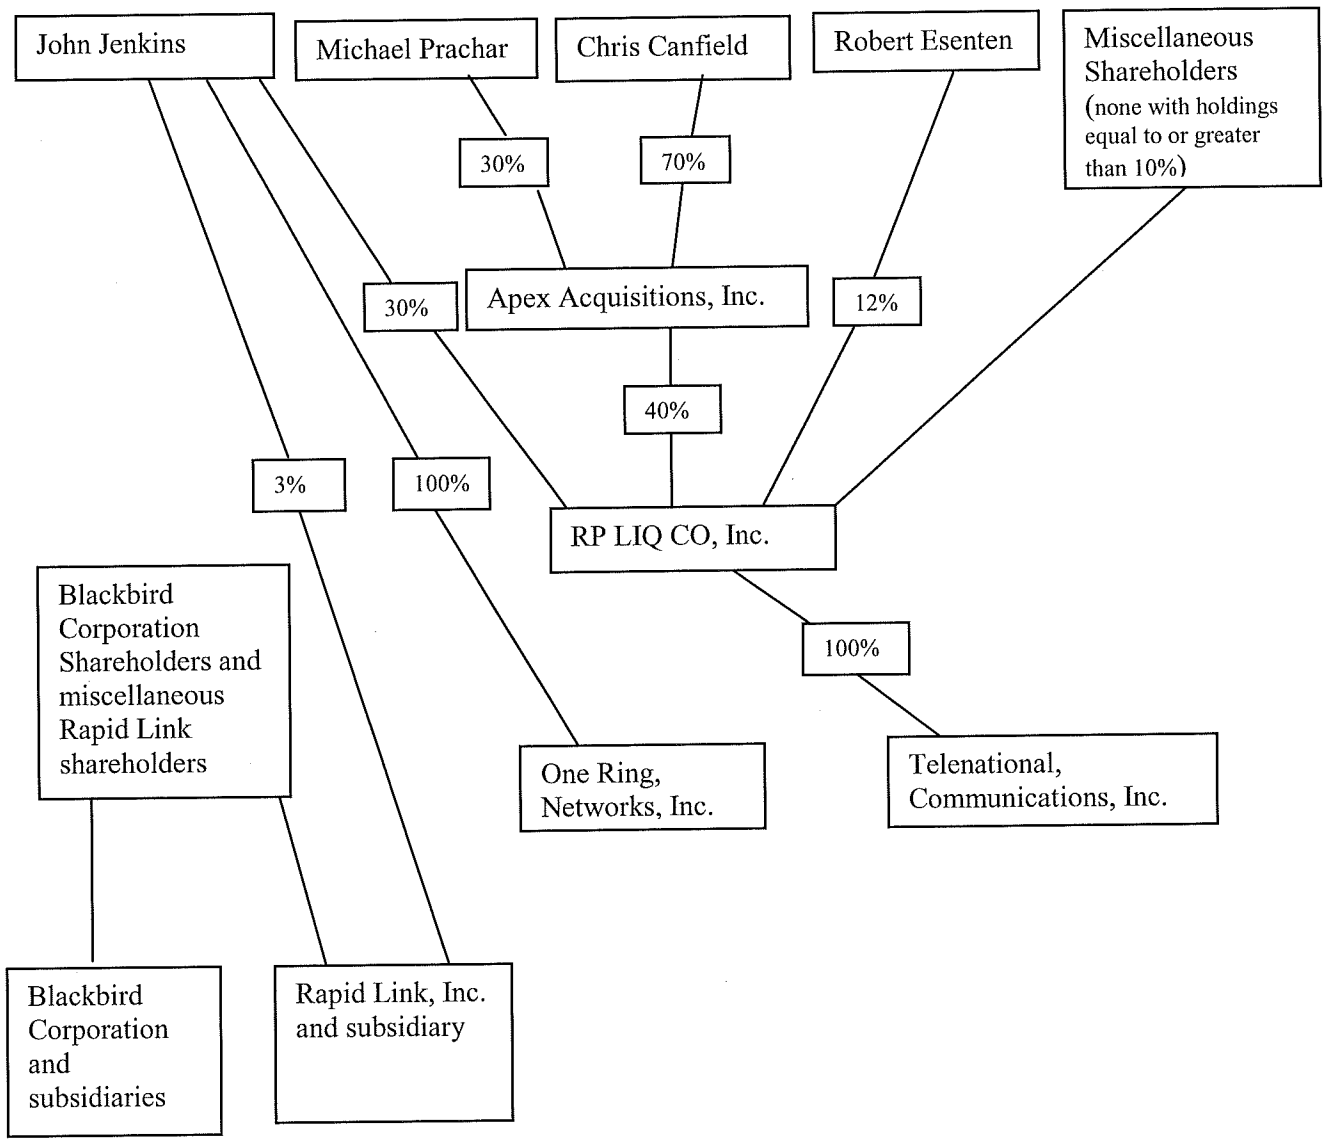 John Jenkins
Michael Prachar
Chris Canfield
Robert Esenten
Miscellaneous
Shareholders
(none with holdings
equal to or greater
than 10%)
30%
70%
30%
Apex Acquisitions, Inc.
12%
40%
3%
100%
RP LIQ CO, Inc.
Blackbird
Corporation
Shareholders and
miscellaneous
Rapid Link
shareholders
100%
One Ring,
Networks, Inc.
Telenational,
Communications, Inc.
Blackbird
Corporation
and
subsidiaries
Rapid Link, Inc.
and subsidiary